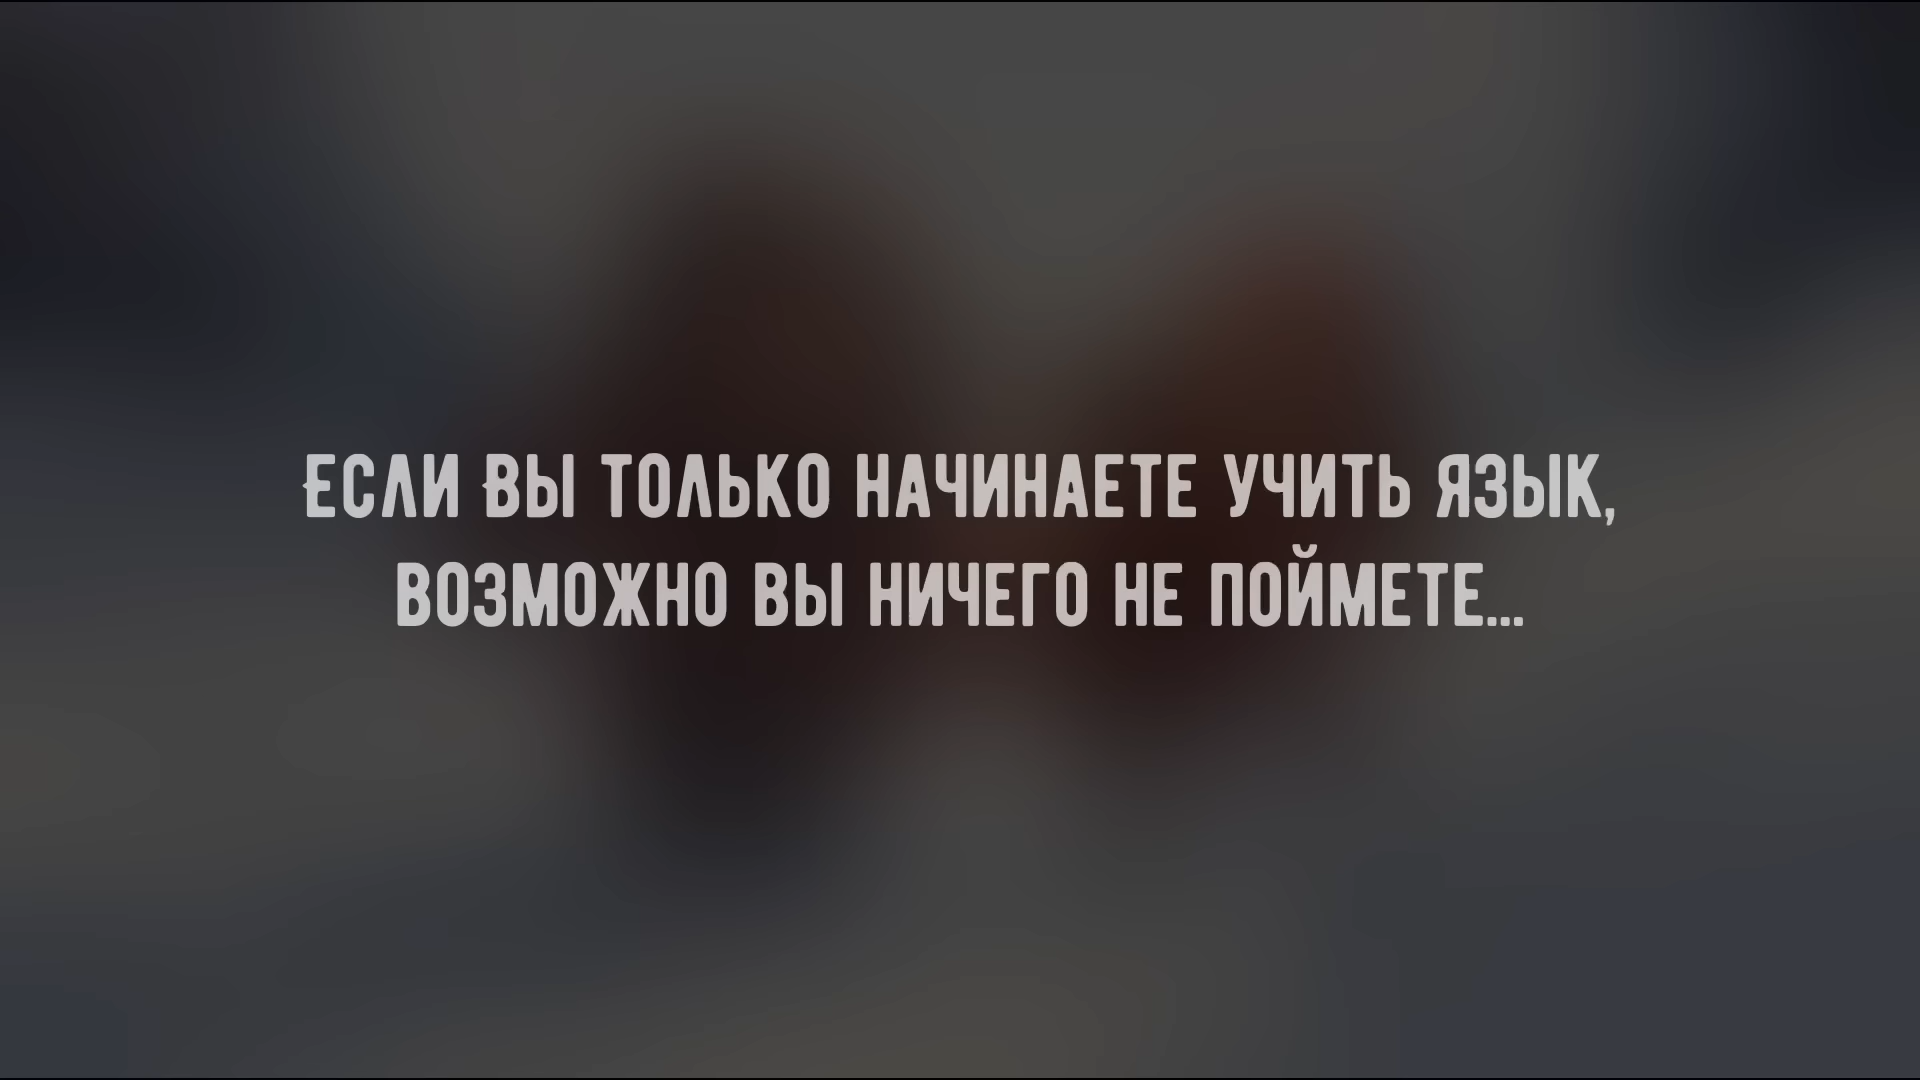 Если Вы только начинаете учить язык,
возможно вы ничего не поймете...